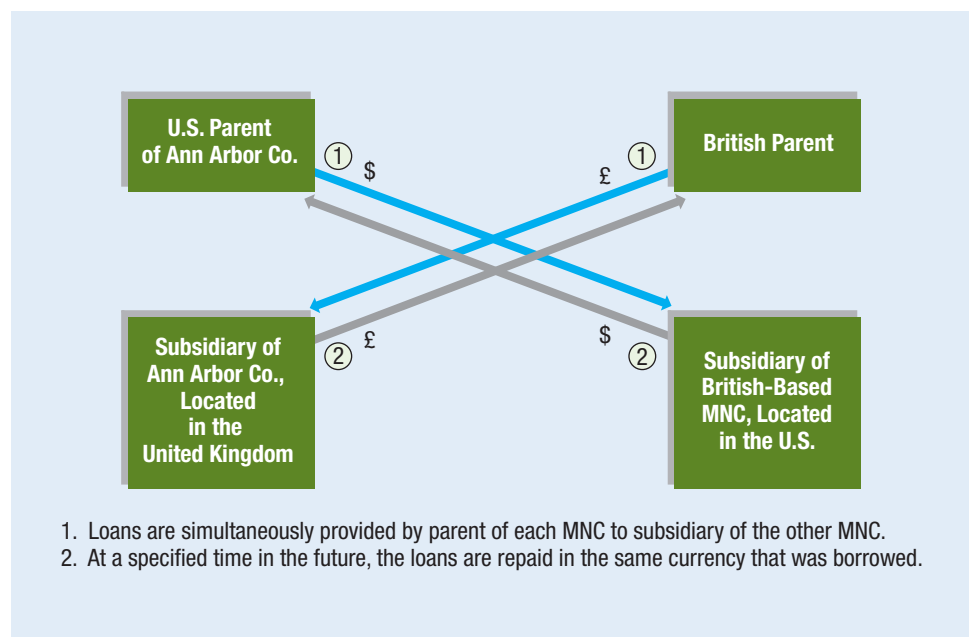 U.S. Parent
of Ann Arbor Co.
British Parent
1
$
£
1
2
£
$
2
Subsidiary of
Ann Arbor Co.,
Located
in the
United Kingdom
Subsidiary of
British-Based
MNC, Located
in the U.S.
1. Loans are simultaneously provided by parent of each MNC to subsidiary of the other MNC.
2. At a specified time in the future, the loans are repaid in the same currency that was borrowed.